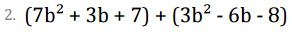 2. (7b² + 3b + 7) + (3b² - 6b - 8)